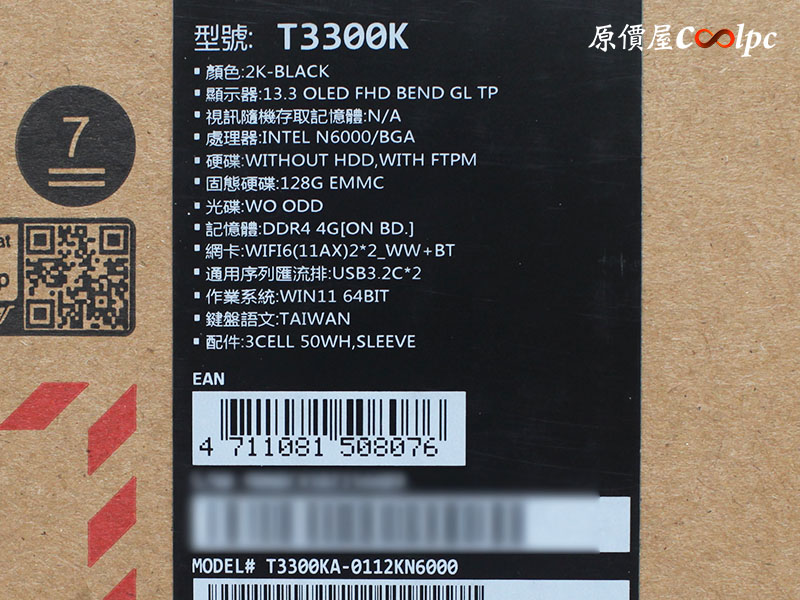 原價屋Coolpc
型號: T3300K
▪ 顏色:2K-BLACK
▪ 顯示器:13.3 OLED FHD BEND GL TP
▪ 視訊隨機存取記憶體:N/A
▪ 處理器:INTEL N6000/BGA
▪ 硬碟:WITHOUT HDD,WITH FTPM
▪ 固態硬碟:128G EMMC
▪ 光碟:WO ODD
▪ 記憶體:DDR4 4G[ON BD.]
▪ 網卡:WIFI6(11AX)2*2_WW+BT
▪ 通用序列匯流排:USB3.2C*2
▪ 作業系統:WIN11 64BIT
▪ 鍵盤語文:TAIWAN
▪ 配件:3CELL 50WH,SLEEVE
EAN
4 711081 508076
MODEL# T3300KA-0112KN6000
7
at
p